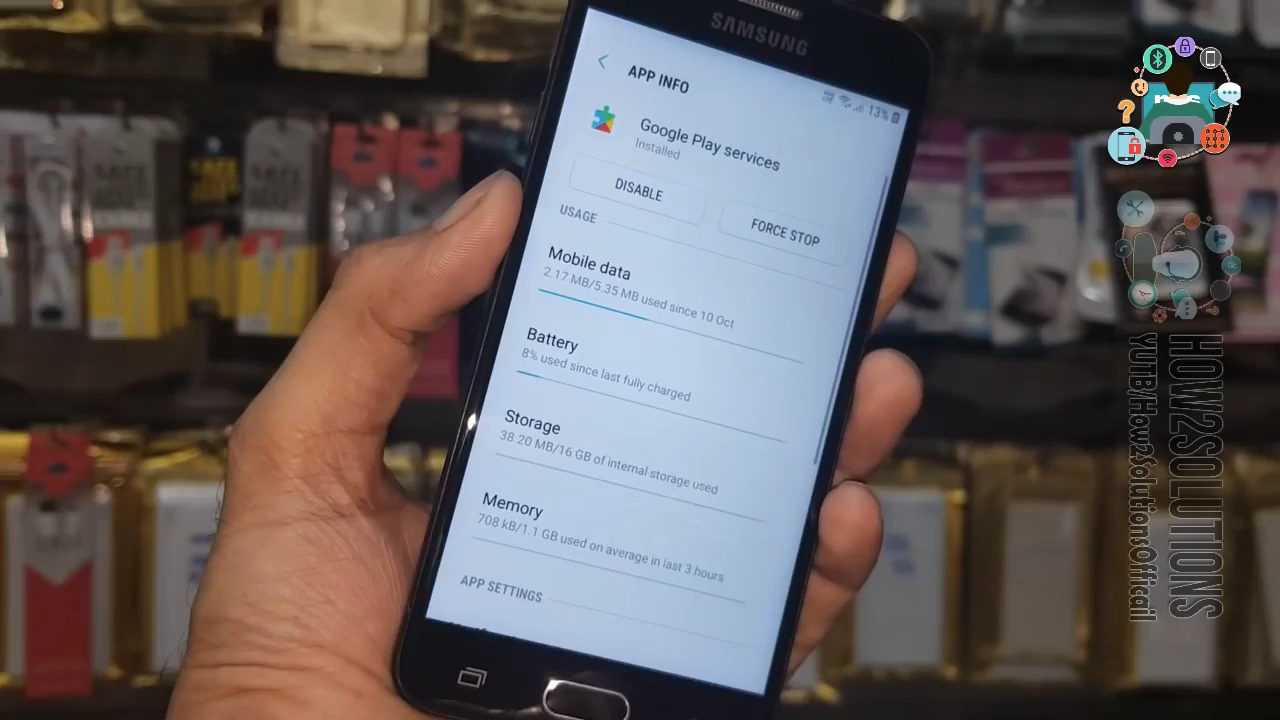 SAMSUNG
13%
APP INFO
Google Play services
Installed
DISABLE
FORCE STOP
USAGE
Mobile data
2.17 MB/5.35 MB used since 10 Oct
Battery
8% used since last fully charged
Storage
38.20 MB/16 GB of internal storage used
Memory
708 kB/1.1 GB used on average in last 3 hours
APP SETTINGS
HOW2SOLUTIONS
YUTB/How2SolutionsOfficail